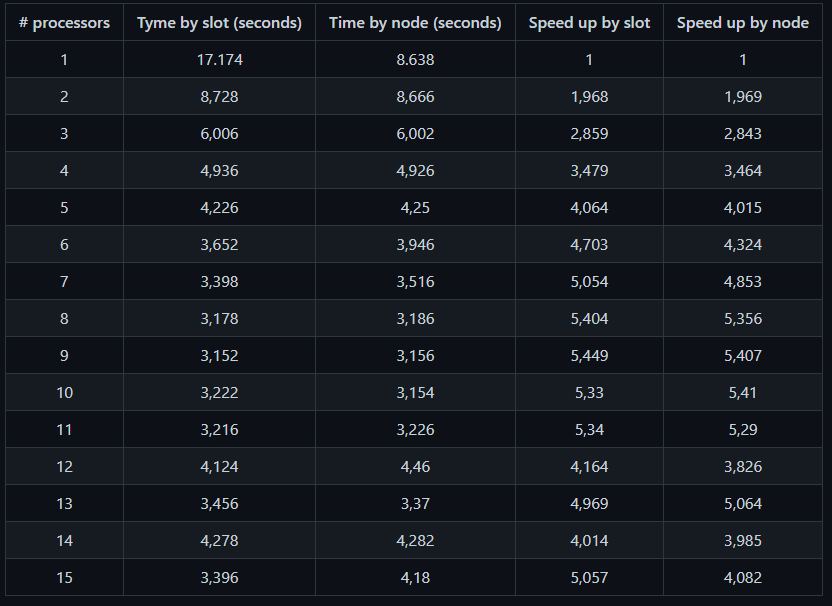 # processors Tyme by slot (seconds) Time by node (seconds) Speed up by slot Speed up by node
1 17.174 8.638 1 1
2 8,728 8,666 1,968 1,969
3 6,006 6,002 2,859 2,843
4 4,936 4,926 3,479 3,464
5 4,226 4,25 4,064 4,015
6 3,652 3,946 4,703 4,324
7 3,398 3,516 5,054 4,853
8 3,178 3,186 5,404 5,356
9 3,152 3,156 5,449 5,407
10 3,222 3,154 5,33 5,41
11 3,216 3,226 5,34 5,29
12 4,124 4,46 4,164 3,826
13 3,456 3,37 4,969 5,064
14 4,278 4,282 4,014 3,985
15 3,396 4,18 5,057 4,082